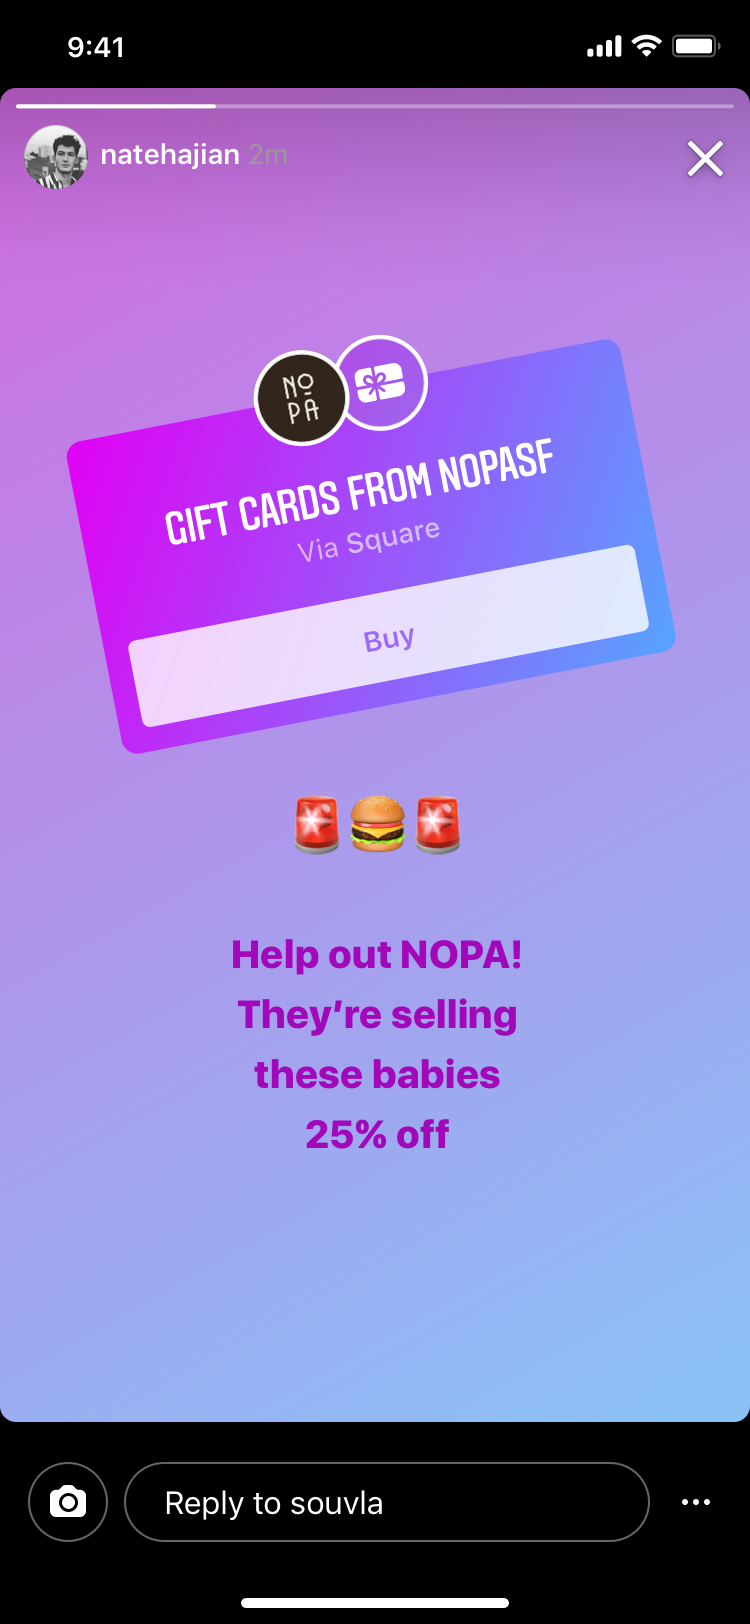 9:41
natehajian 2m
NO
PA
GIFT CARDS FROM NOPASF
Via Square
Buy
Help out NOPA!
They’re selling
these babies
25% off
Reply to souvla